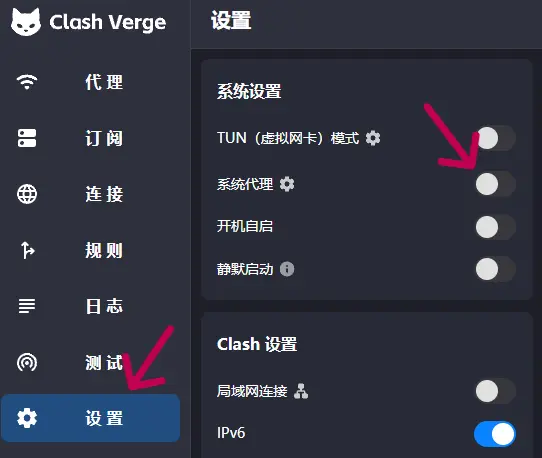 Clash Verge
代理
订阅
连接
规则
日志
测试
设置
设置
系统设置
TUN（虚拟网卡）模式
系统代理
开机自启
静默启动
Clash 设置
局域网连接
IPv6